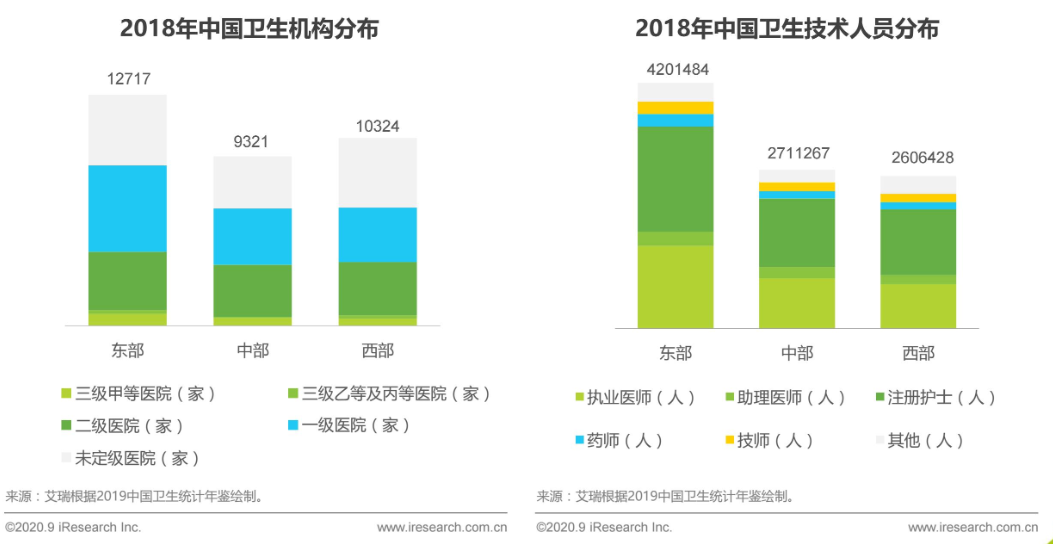 2018年中国卫生机构分布
12717
9321
10324
东部
中部
西部
三级甲等医院（家）
三级乙等及丙等医院（家）
二级医院（家）
一级医院（家）
未定级医院（家）
来源：艾瑞根据2019中国卫生统计年鉴绘制。
©2020.9 iResearch Inc.
www.iresearch.com.cn
2018年中国卫生技术人员分布
4201484
2711267
2606428
东部
中部
西部
执业医师（人）
助理医师（人）
注册护士（人）
药师（人）
技师（人）
其他（人）
来源：艾瑞根据2019中国卫生统计年鉴绘制。
©2020.9 iResearch Inc.
www.iresearch.com.cn